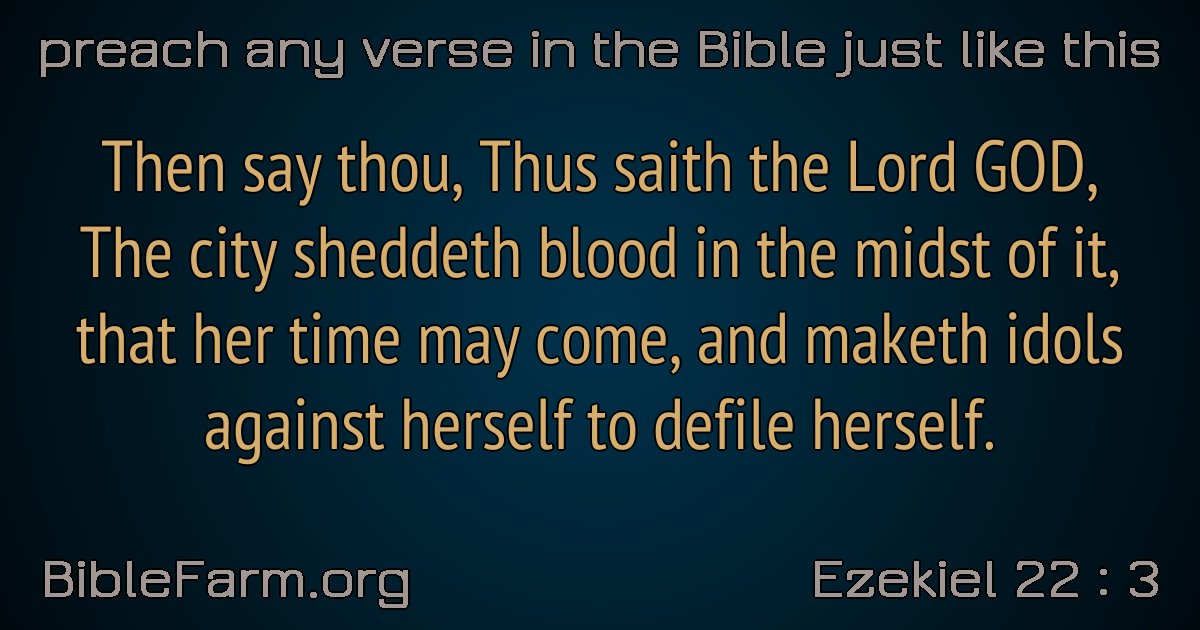 preach any verse in the Bible just like this
Then say thou, Thus saith the Lord GOD,
The city sheddeth blood in the midst of it,
that her time may come, and maketh idols
against herself to defile herself.
BibleFarm.org
Ezekiel 22 : 3